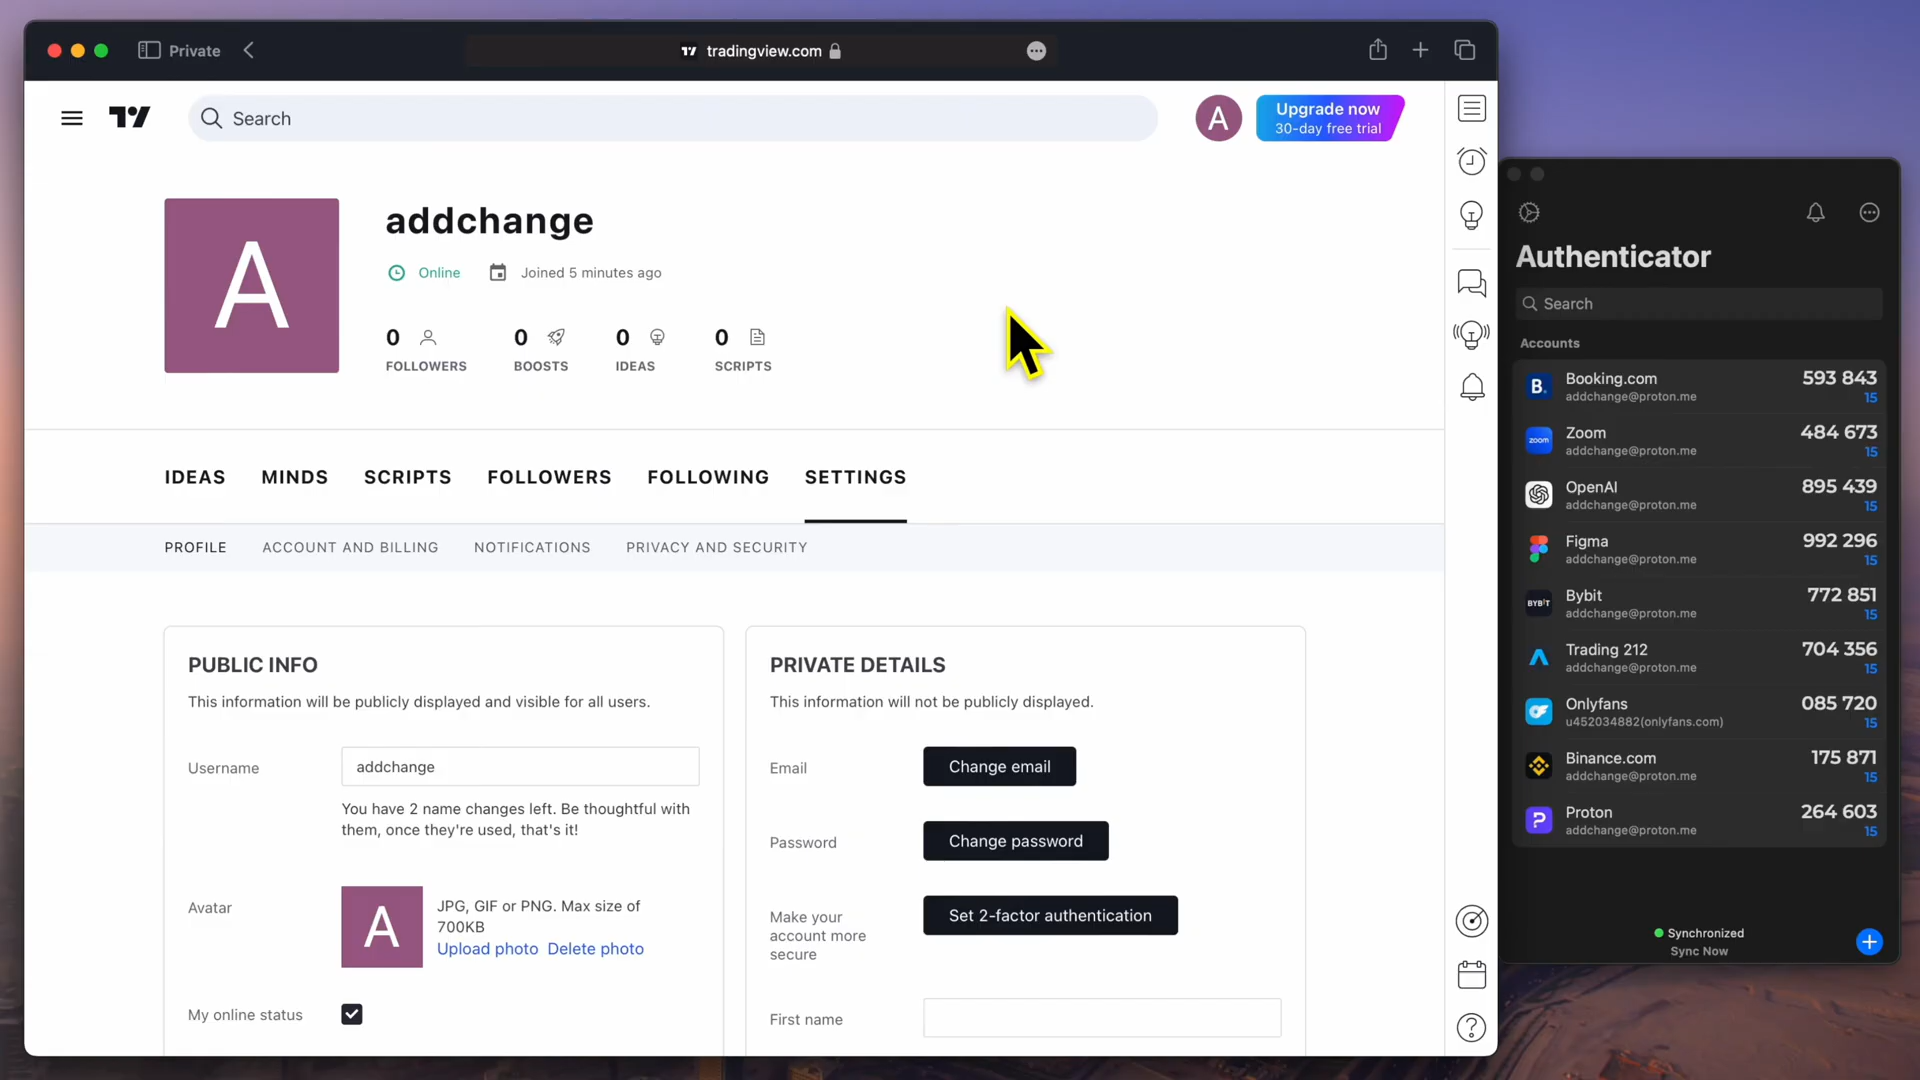 Private
tradingview.com
Search
A
Upgrade now
30-day free trial
A
addchange
Online
Joined 5 minutes ago
0
0
0
0
FOLLOWERS
BOOSTS
IDEAS
SCRIPTS
IDEAS
MINDS
SCRIPTS
FOLLOWERS
FOLLOWING
SETTINGS
PROFILE
ACCOUNT AND BILLING
NOTIFICATIONS
PRIVACY AND SECURITY
PUBLIC INFO
This information will be publicly displayed and visible for all users.
Username
addchange
You have 2 name changes left. Be thoughtful with
them, once they're used, that's it!
Avatar
A
JPG, GIF or PNG. Max size of
700KB
Upload photo Delete photo
My online status
PRIVATE DETAILS
This information will not be publicly displayed.
Email
Change email
Password
Change password
Make your
account more
secure
Set 2-factor authentication
First name
Authenticator
Search
Accounts
B.
Booking.com
593 843
addchange@proton.me
15
zoom
Zoom
484 673
addchange@proton.me
15
OpenAI
895 439
addchange@proton.me
15
Figma
992 296
addchange@proton.me
15
BYBIT
Bybit
772 851
addchange@proton.me
15
Trading 212
704 356
addchange@proton.me
15
Onlyfans
085 720
u452034882(onlyfans.com)
15
Binance.com
175 871
addchange@proton.me
15
Proton
264 603
addchange@proton.me
15
Synchronized
Sync Now